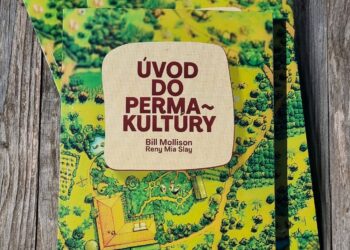 ÚVOD
DO
PERMA~
KULTURY
Bill Mollison
Reny Mia Slay